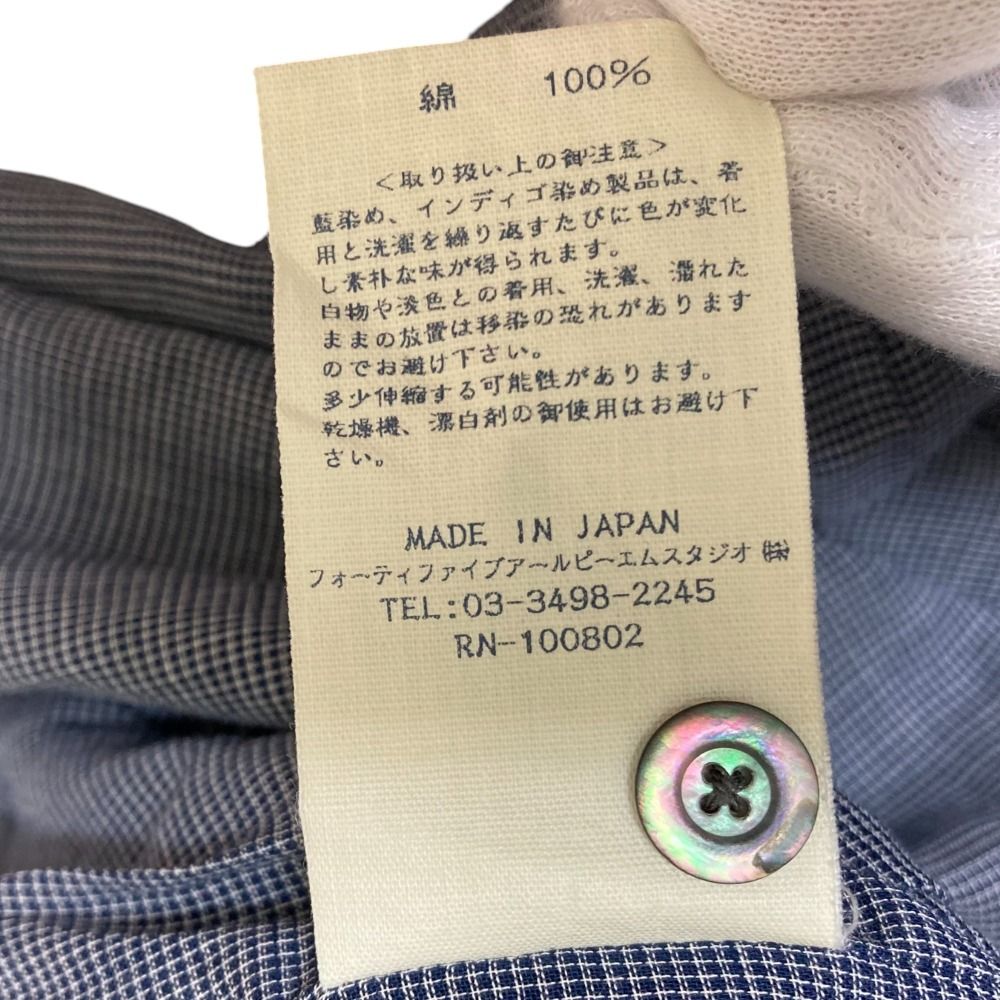 綿 100%
<取り扱い上の御注意>
藍染め、インディゴ染め製品は、着
用と洗濯を繰り返すたびに色が変化
し素朴な味が得られます。
白物や淡色との着用、洗濯、濡れた
ままの放置は移染の恐れがあります
のでお避け下さい。
多少伸縮する可能性があります。
乾燥機、漂白剤の御使用はお避け下
さい。
MADE IN JAPAN
フォーティファイブアールピーエムスタジオ㈱
TEL:03-3498-2245
RN-100802